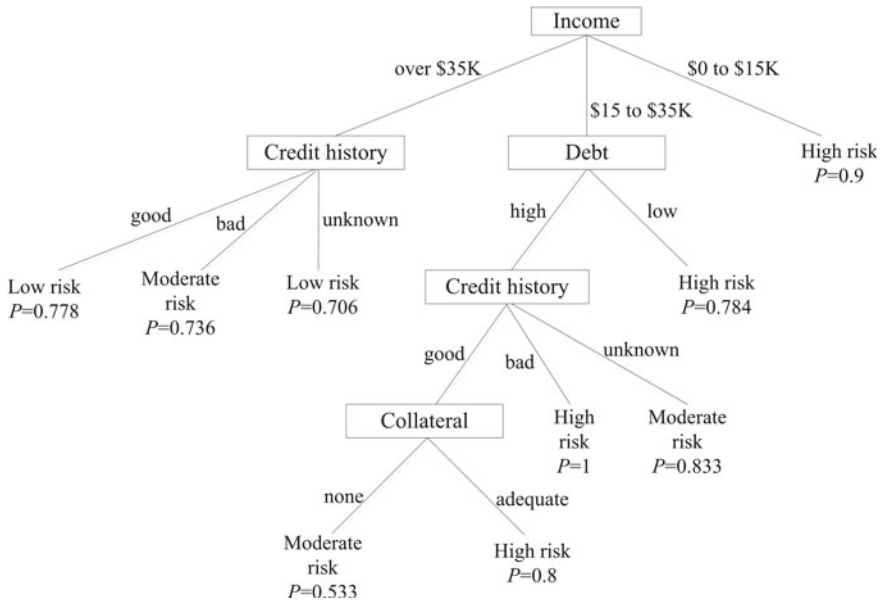 Income
over $35K
$0 to $15K
$15 to $35K
Credit history
Debt
High risk
P=0.9
good
bad
unknown
high
low
Low risk
P=0.778
Moderate
risk
P=0.736
Low risk
P=0.706
Credit history
High risk
P=0.784
good
bad
unknown
Collateral
High
risk
P=1
Moderate
risk
P=0.833
none
adequate
Moderate
risk
P=0.533
High risk
P=0.8